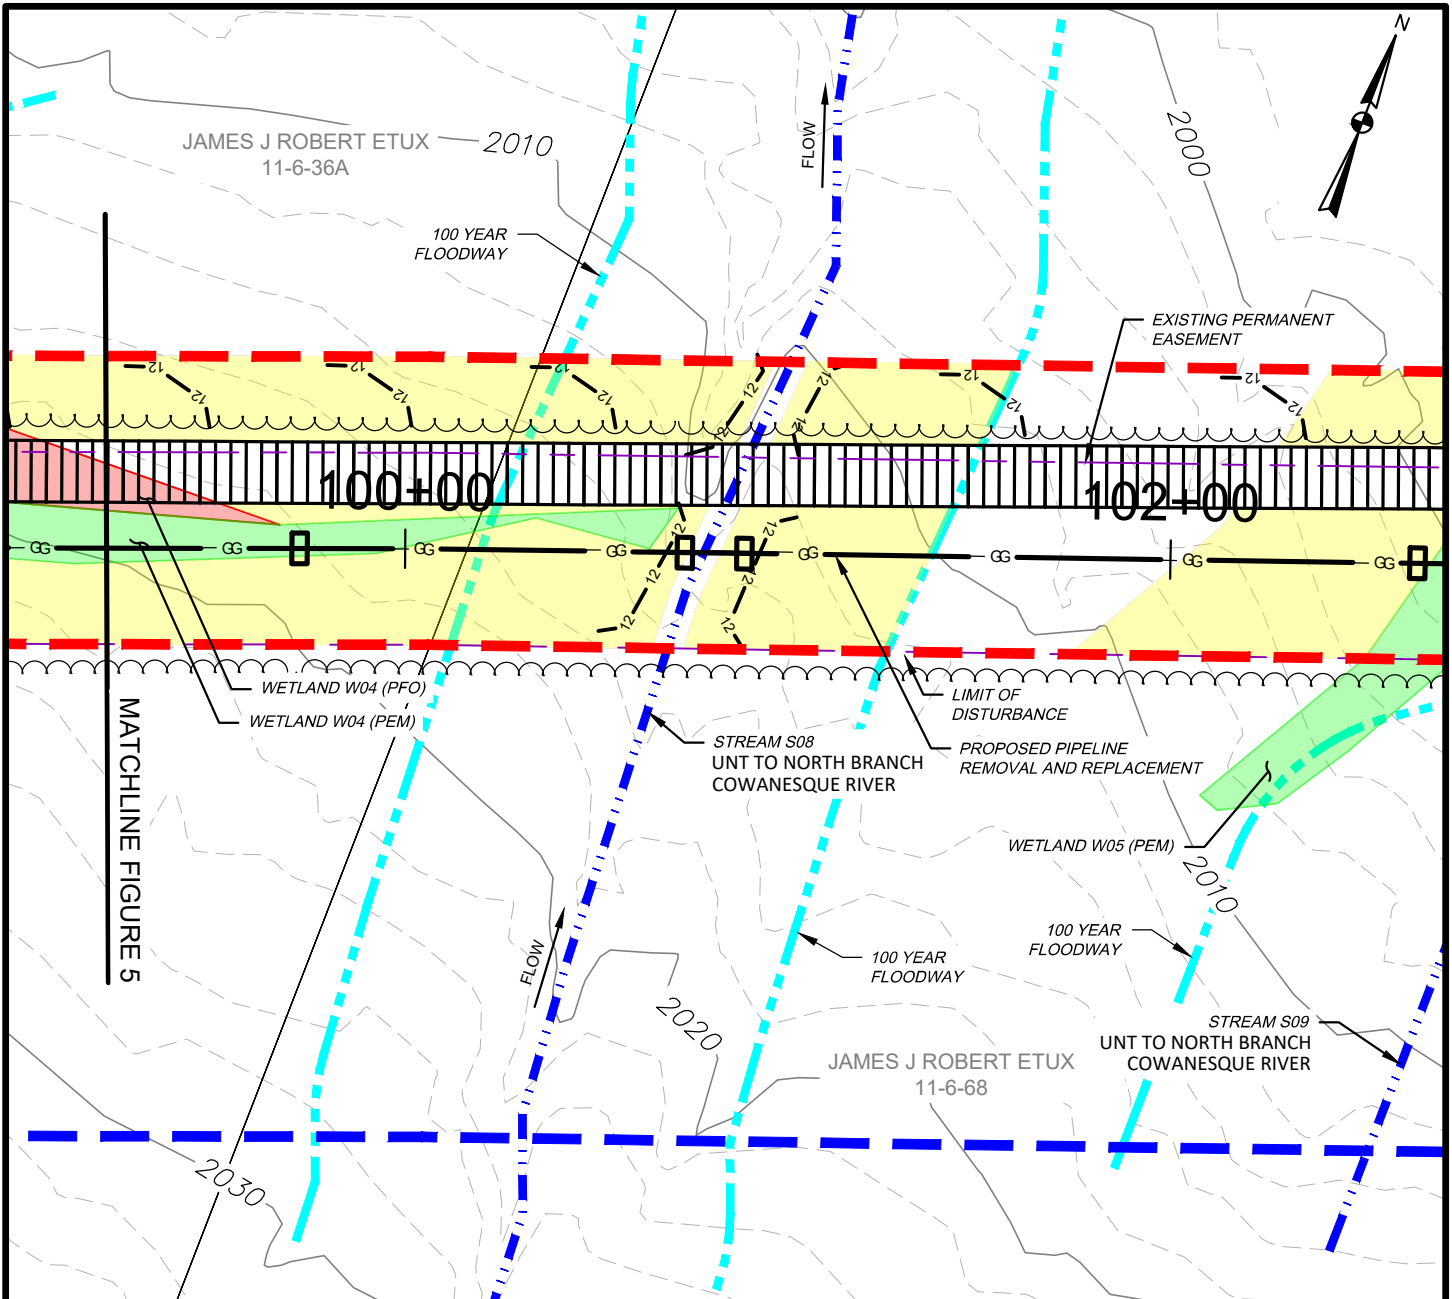 N
JAMES J ROBERT ETUX
11-6-36A
2010
FLOW
2000
100 YEAR
FLOODWAY
EXISTING PERMANENT
EASEMENT
12
12
12
12
12
12
12
12
12
12
12
12
12
12
100+00
102+00
GG
GG
GG
GG
GG
GG
GG
GG
12
12
12
12
12
WETLAND W04 (PFO)
WETLAND W04 (PEM)
LIMIT OF
DISTURBANCE
STREAM S08
UNT TO NORTH BRANCH
COWANESQUE RIVER
PROPOSED PIPELINE
REMOVAL AND REPLACEMENT
MATCHLINE FIGURE 5
WETLAND W05 (PEM)
2010
FLOW
100 YEAR
FLOODWAY
100 YEAR
FLOODWAY
2020
STREAM S09
UNT TO NORTH BRANCH
COWANESQUE RIVER
JAMES J ROBERT ETUX
11-6-68
2030